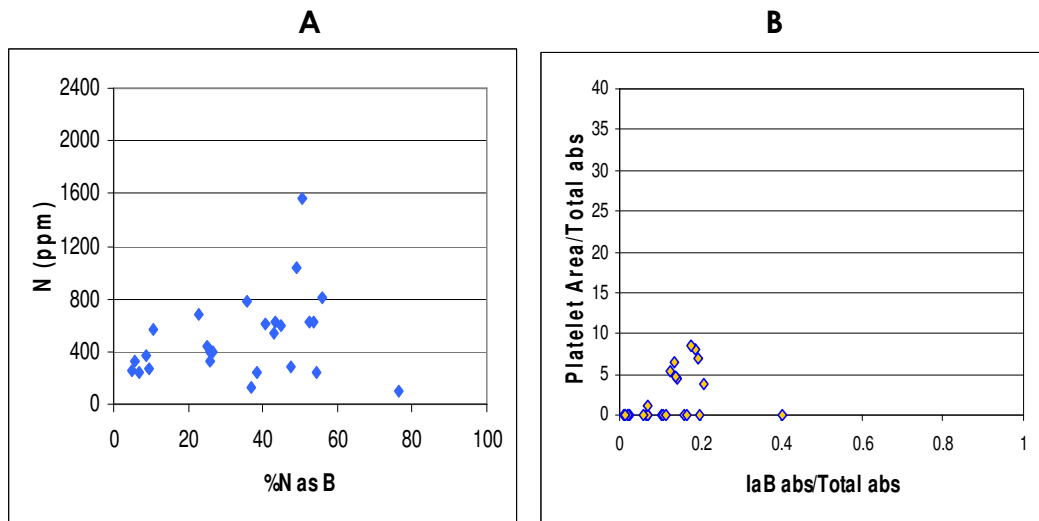 A
N (ppm)
2400
2000
1600
1200
800
400
0
0 20 40 60 80 100
%N as B
B
Platelet Area/Total abs
40
35
30
25
20
15
10
5
0
0 0.2 0.4 0.6 0.8 1
IaB abs/Total abs